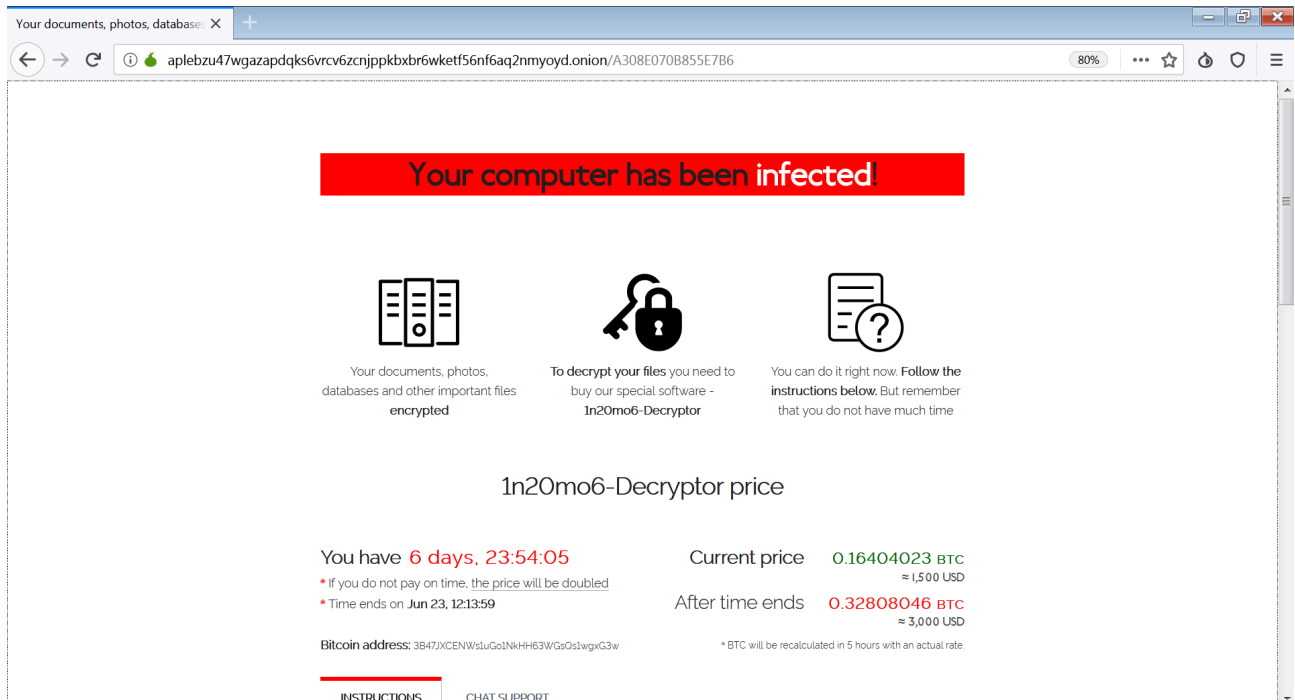 Your documents, photos, databases
aplebzu47wgazapdqks6vrcv6zcnjppkbxbr6wketf56nf6aq2nmyoyd.onion/A308E070B855E7B6
80%
Your computer has been infected!
Your documents, photos,
databases and other important files
encrypted
To decrypt your files you need to
buy our special software -
1n20mo6-Decryptor
You can do it right now. Follow the
instructions below. But remember
that you do not have much time
1n20mo6-Decryptor price
You have 6 days, 23:54:05
* If you do not pay on time, the price will be doubled
* Time ends on Jun 23, 12:13:59
Current price 0.16404023 BTC
≈ 1,500 USD
After time ends 0.32808046 BTC
≈ 3,000 USD
Bitcoin address: 3B47JXCENWs1uGo1NkHH63WGsQs1wgxG3w
* BTC will be recalculated in 5 hours with an actual rate.
INSTRUCTIONS
CHAT SUPPORT